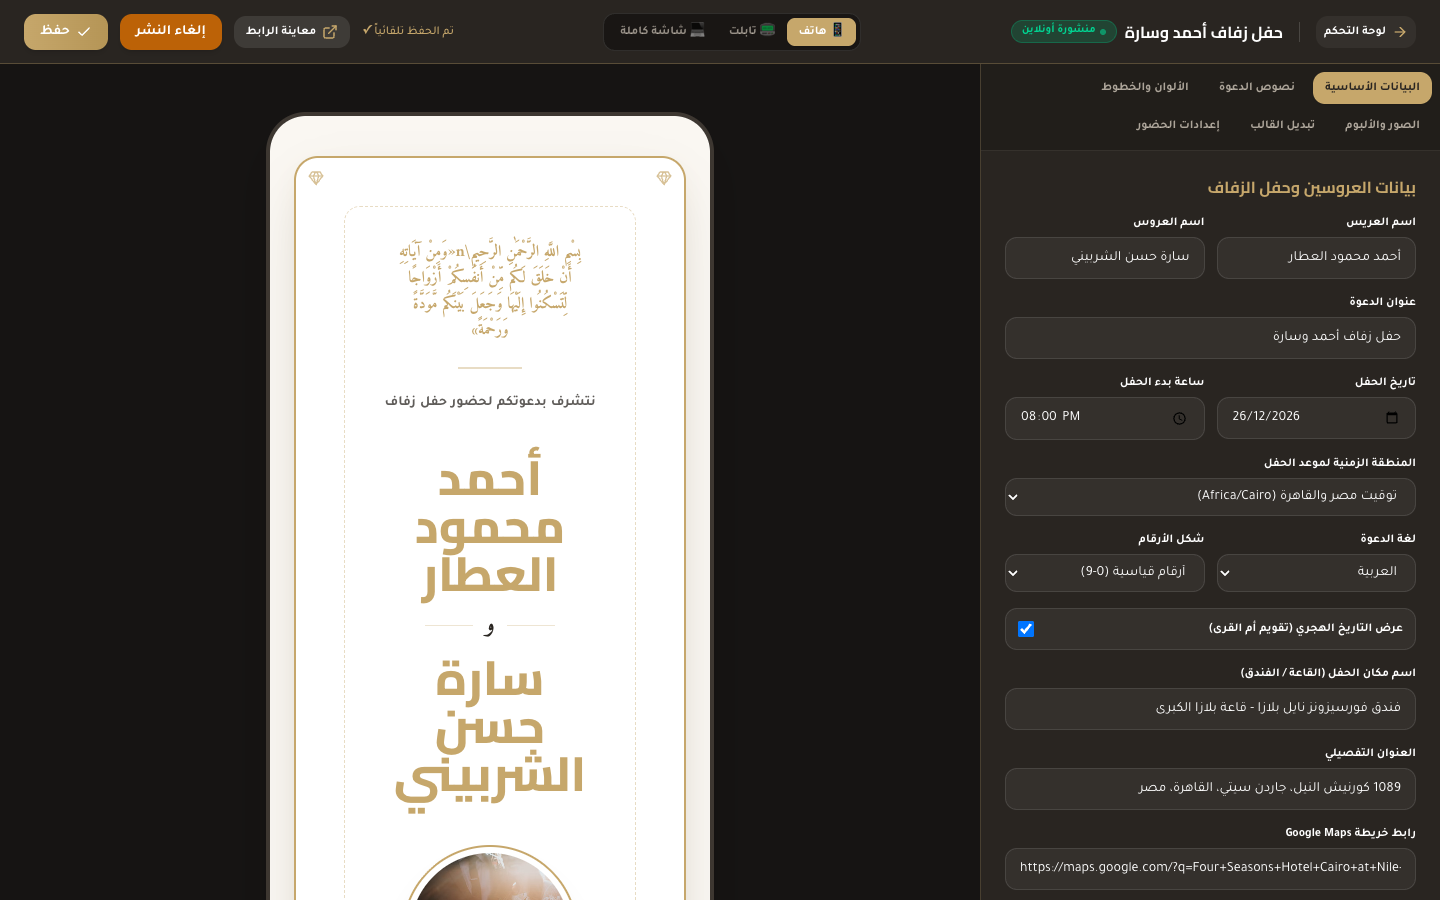 لوحة التحكم
حفل زفاف أحمد وسارة
منشورة أونلاين
هاتف
تابلت
شاشة كاملة
تم الحفظ تلقائياً ✓
معاينة الرابط
إلغاء النشر
حفظ
البيانات الأساسية
نصوص الدعوة
الألوان والخطوط
الصور والألبوم
تبديل القالب
إعدادات الحضور
بيانات العروسين وحفل الزفاف
اسم العريس
اسم العروس
أحمد محمود العطار
سارة حسن الشربيني
عنوان الدعوة
حفل زفاف أحمد وسارة
تاريخ الحفل
ساعة بدء الحفل
26/12/2026
08:00 PM
المنطقة الزمنية لموعد الحفل
توقيت مصر والقاهرة (Africa/Cairo)
لغة الدعوة
شكل الأرقام
العربية
أرقام قياسية (0-9)
عرض التاريخ الهجري (تقويم أم القرى)
اسم مكان الحفل (القاعة / الفندق)
فندق فورسيزونز نايل بلازا - قاعة بلازا الكبرى
العنوان التفصيلي
1089 كورنيش النيل، جاردن سيتي، القاهرة، مصر
رابط خريطة Google Maps
https://maps.google.com/?q=Four+Seasons+Hotel+Cairo+at+Nile-
بِسْمِ اللَّهِ الرَّحْمَٰنِ الرَّحِيمِ\n«وَمِنْ آيَاتِهِ
أَنْ خَلَقَ لَكُم مِّنْ أَنفُسِكُمْ أَزْوَاجًا
لِّتَسْكُنُوا إِلَيْهَا وَجَعَلَ بَيْنَكُم مَّوَدَّةً
وَرَحْمَةً»
نتشرف بدعوتكم لحضور حفل زفاف
أحمد
محمود
العطار
و
سارة
حسن
الشربيني